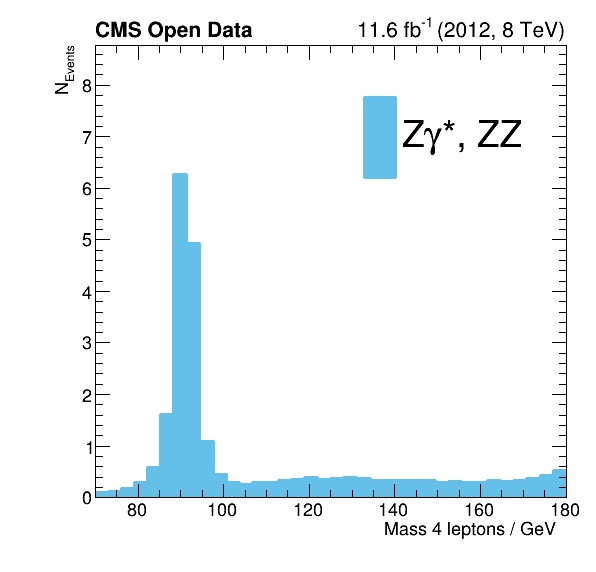 CMS Open Data 11.6 fb⁻¹ (2012, 8 TeV)
N_Events
8
7
6
5
4
3
2
1
0
Zγ*, ZZ
80 100 120 140 160 180
Mass 4 leptons / GeV